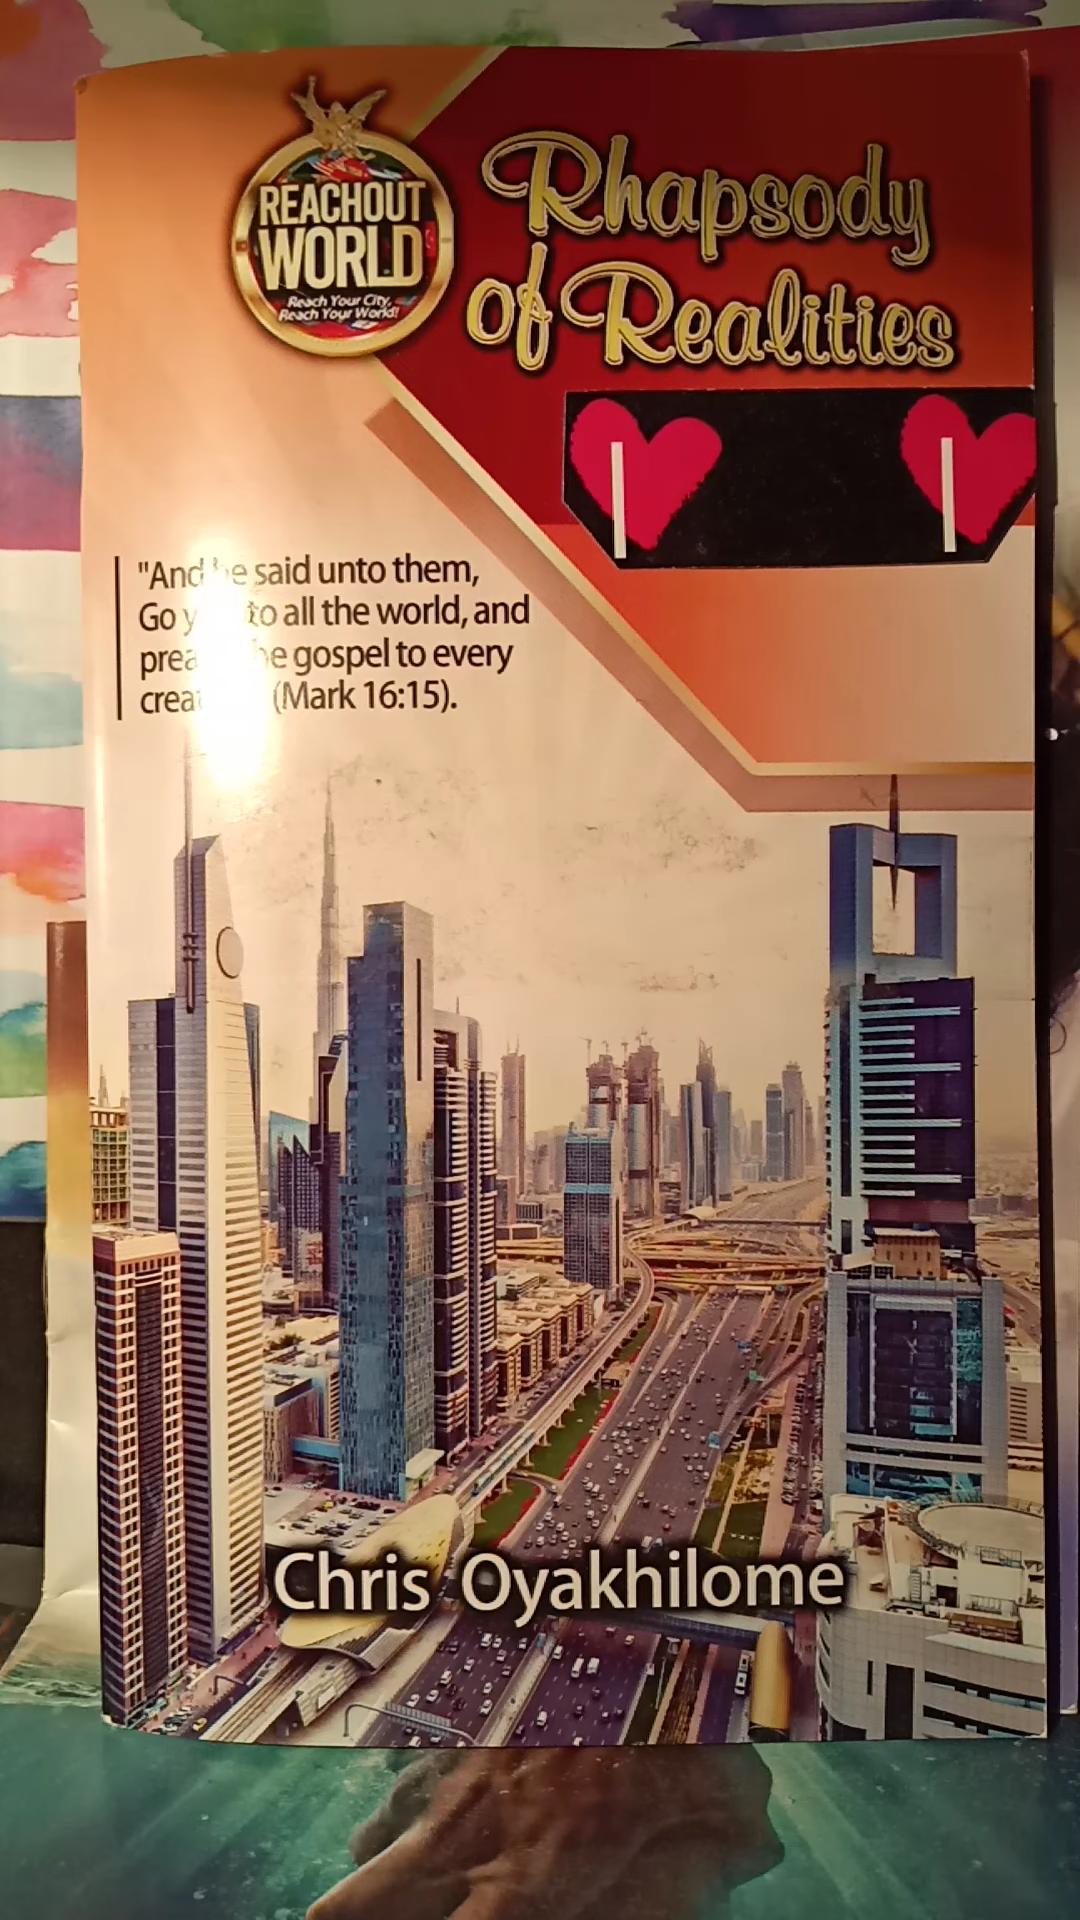 REACHOUT
WORLD
Reach Your City,
Reach Your World!
Rhapsody
of Realities
"And he said unto them,
Go to all the world, and
gospel to every
(Mark 16:15).
Chris Oyakhilome